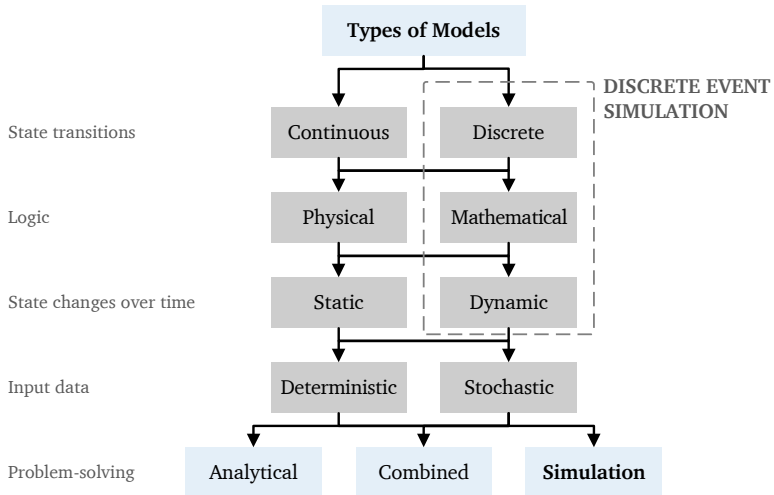 Types of Models
DISCRETE EVENT
SIMULATION
State transitions
Continuous
Discrete
Logic
Physical
Mathematical
State changes over time
Static
Dynamic
Input data
Deterministic
Stochastic
Problem-solving
Analytical
Combined
Simulation